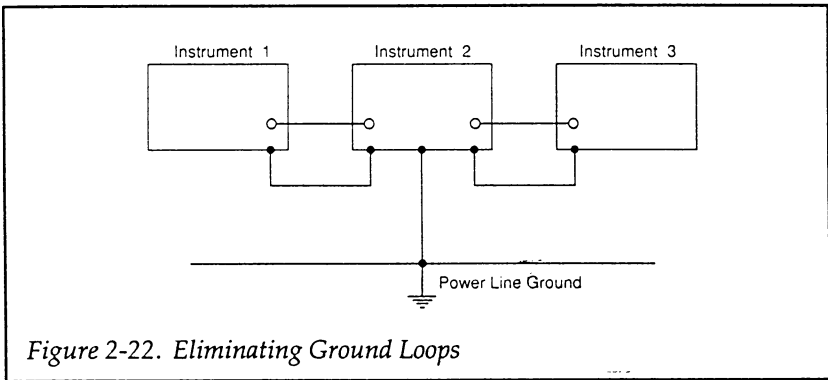 Instrument 1 Instrument 2 Instrument 3
Power Line Ground
Figure 2-22. Eliminating Ground Loops